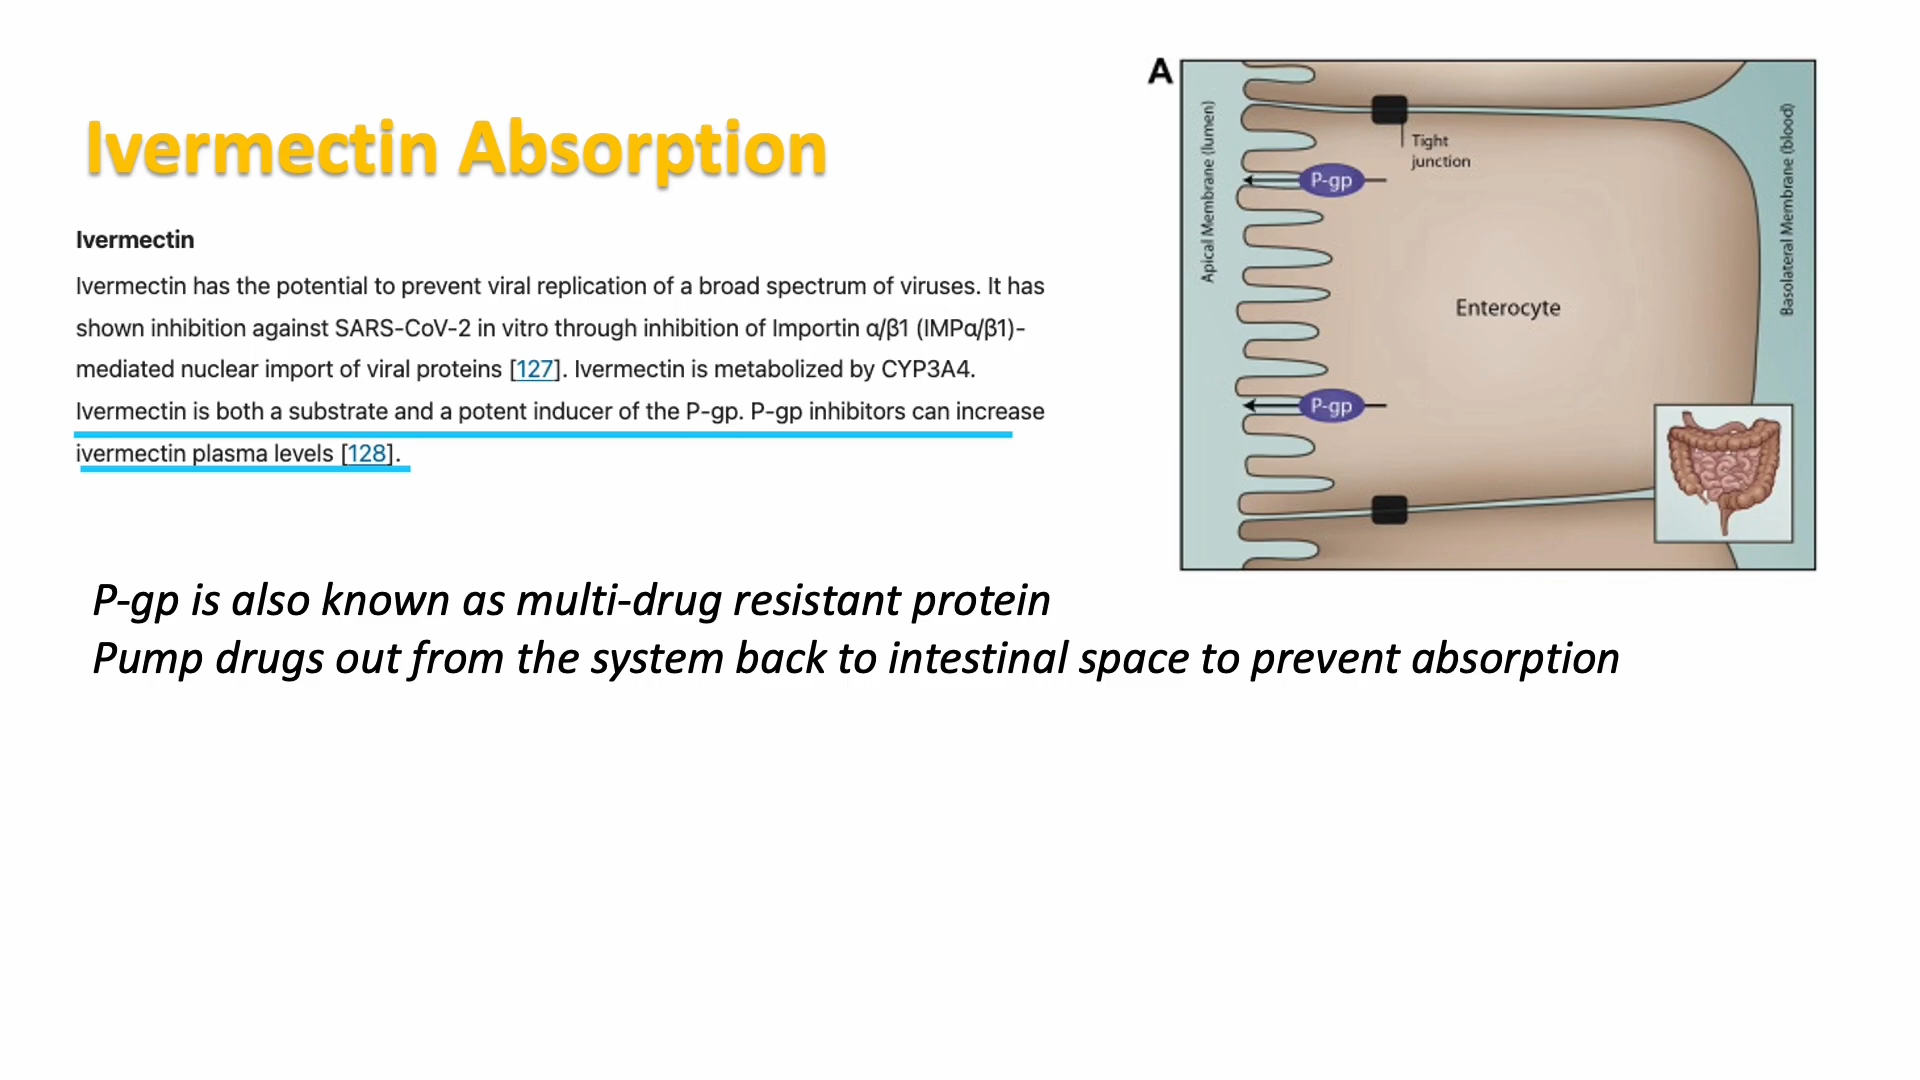 Ivermectin Absorption
Ivermectin
Ivermectin has the potential to prevent viral replication of a broad spectrum of viruses. It has
shown inhibition against SARS-CoV-2 in vitro through inhibition of Importin α/β1 (IMPα/β1)-
mediated nuclear import of viral proteins [127]. Ivermectin is metabolized by CYP3A4.
Ivermectin is both a substrate and a potent inducer of the P-gp. P-gp inhibitors can increase
ivermectin plasma levels [128].
A
Apical Membrane (lumen)
Tight
junction
P-gp
Enterocyte
P-gp
Basolateral Membrane (blood)
P-gp is also known as multi-drug resistant protein
Pump drugs out from the system back to intestinal space to prevent absorption